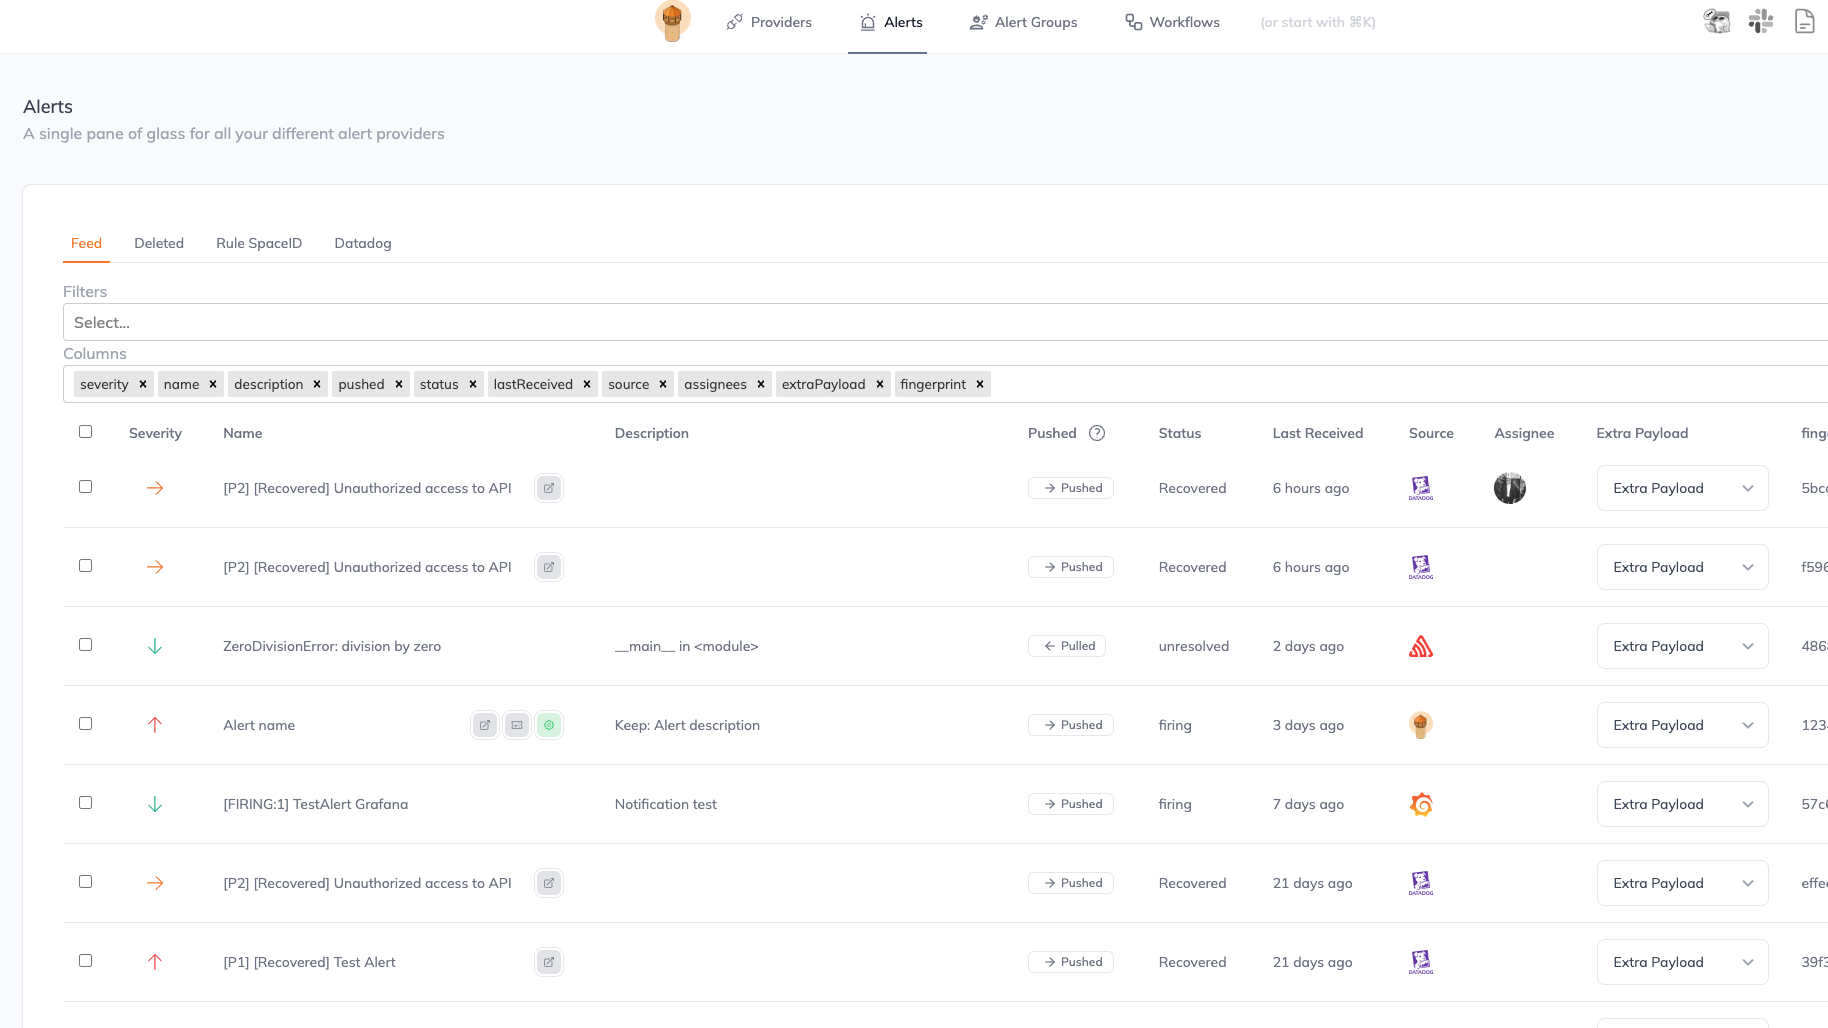 Providers Alerts Alert Groups Workflows (or start with ⌘K)
Alerts
A single pane of glass for all your different alert providers
Feed Deleted Rule SpaceID Datadog
Filters
Select...
Columns
severity × name × description × pushed × status × lastReceived × source × assignees × extraPayload × fingerprint ×
Severity Name Description Pushed ? Status Last Received Source Assignee Extra Payload fing
[P2] [Recovered] Unauthorized access to API → Pushed Recovered 6 hours ago DATADOG Extra Payload 5bc
[P2] [Recovered] Unauthorized access to API → Pushed Recovered 6 hours ago DATADOG Extra Payload f596
ZeroDivisionError: division by zero __main__ in <module> ← Pulled unresolved 2 days ago Extra Payload 486
Alert name Keep: Alert description → Pushed firing 3 days ago Extra Payload 123
[FIRING:1] TestAlert Grafana Notification test → Pushed firing 7 days ago Extra Payload 57c
[P2] [Recovered] Unauthorized access to API → Pushed Recovered 21 days ago DATADOG Extra Payload effe
[P1] [Recovered] Test Alert → Pushed Recovered 21 days ago DATADOG Extra Payload 39f